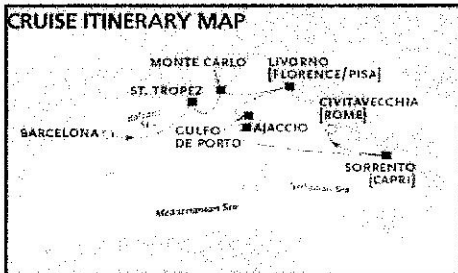 CRUISE ITINERARY MAP
MONTE CARLO
LIVORNO
[FLORENCE/PISA]
ST. TROPEZ
CIVITAVECCHIA
[ROME]
BARCELONA
GULFO
DE PORTO
AJACCIO
SORRENTO
[CAPRI]
Mediterranean Sea